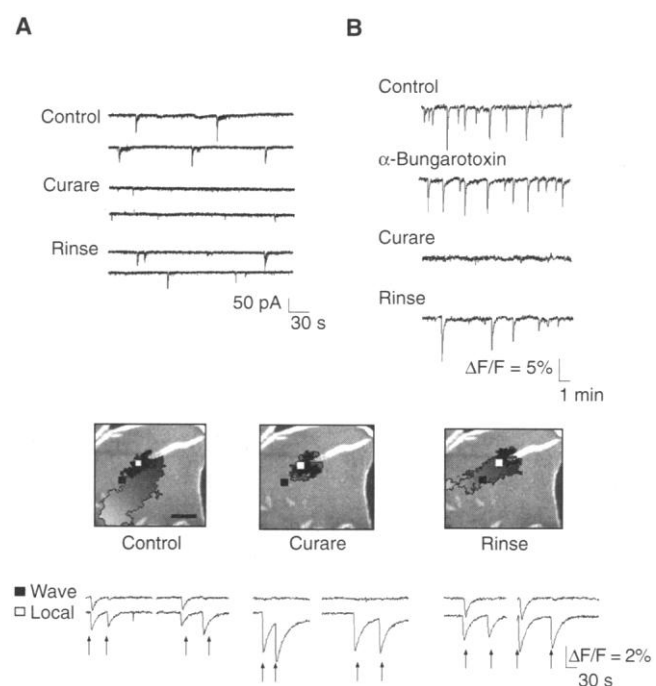 A
B
Control
Curare
Rinse
50 pA
30 s
Control
α-Bungarotoxin
Curare
Rinse
ΔF/F = 5%
1 min
Control
Curare
Rinse
Wave
Local
ΔF/F = 2%
30 s